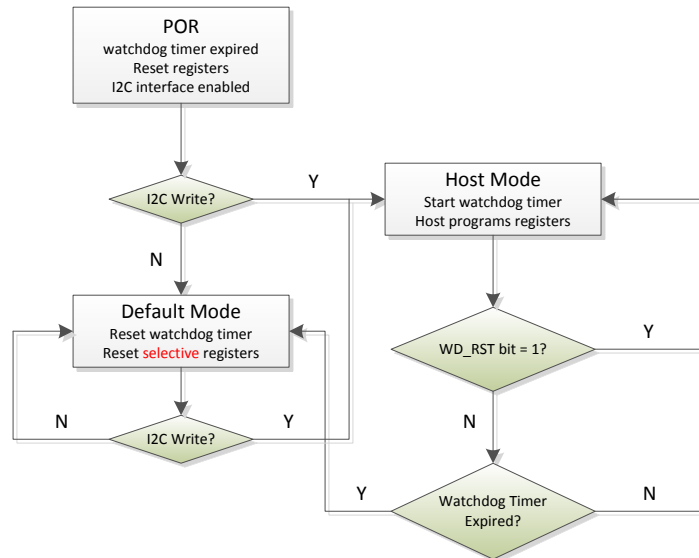 POR
watchdog timer expired
Reset registers
I2C interface enabled
I2C Write?
Y
N
Host Mode
Start watchdog timer
Host programs registers
Default Mode
Reset watchdog timer
Reset selective registers
WD_RST bit = 1?
Y
N
I2C Write?
N
Y
Watchdog Timer
Expired?
Y
N